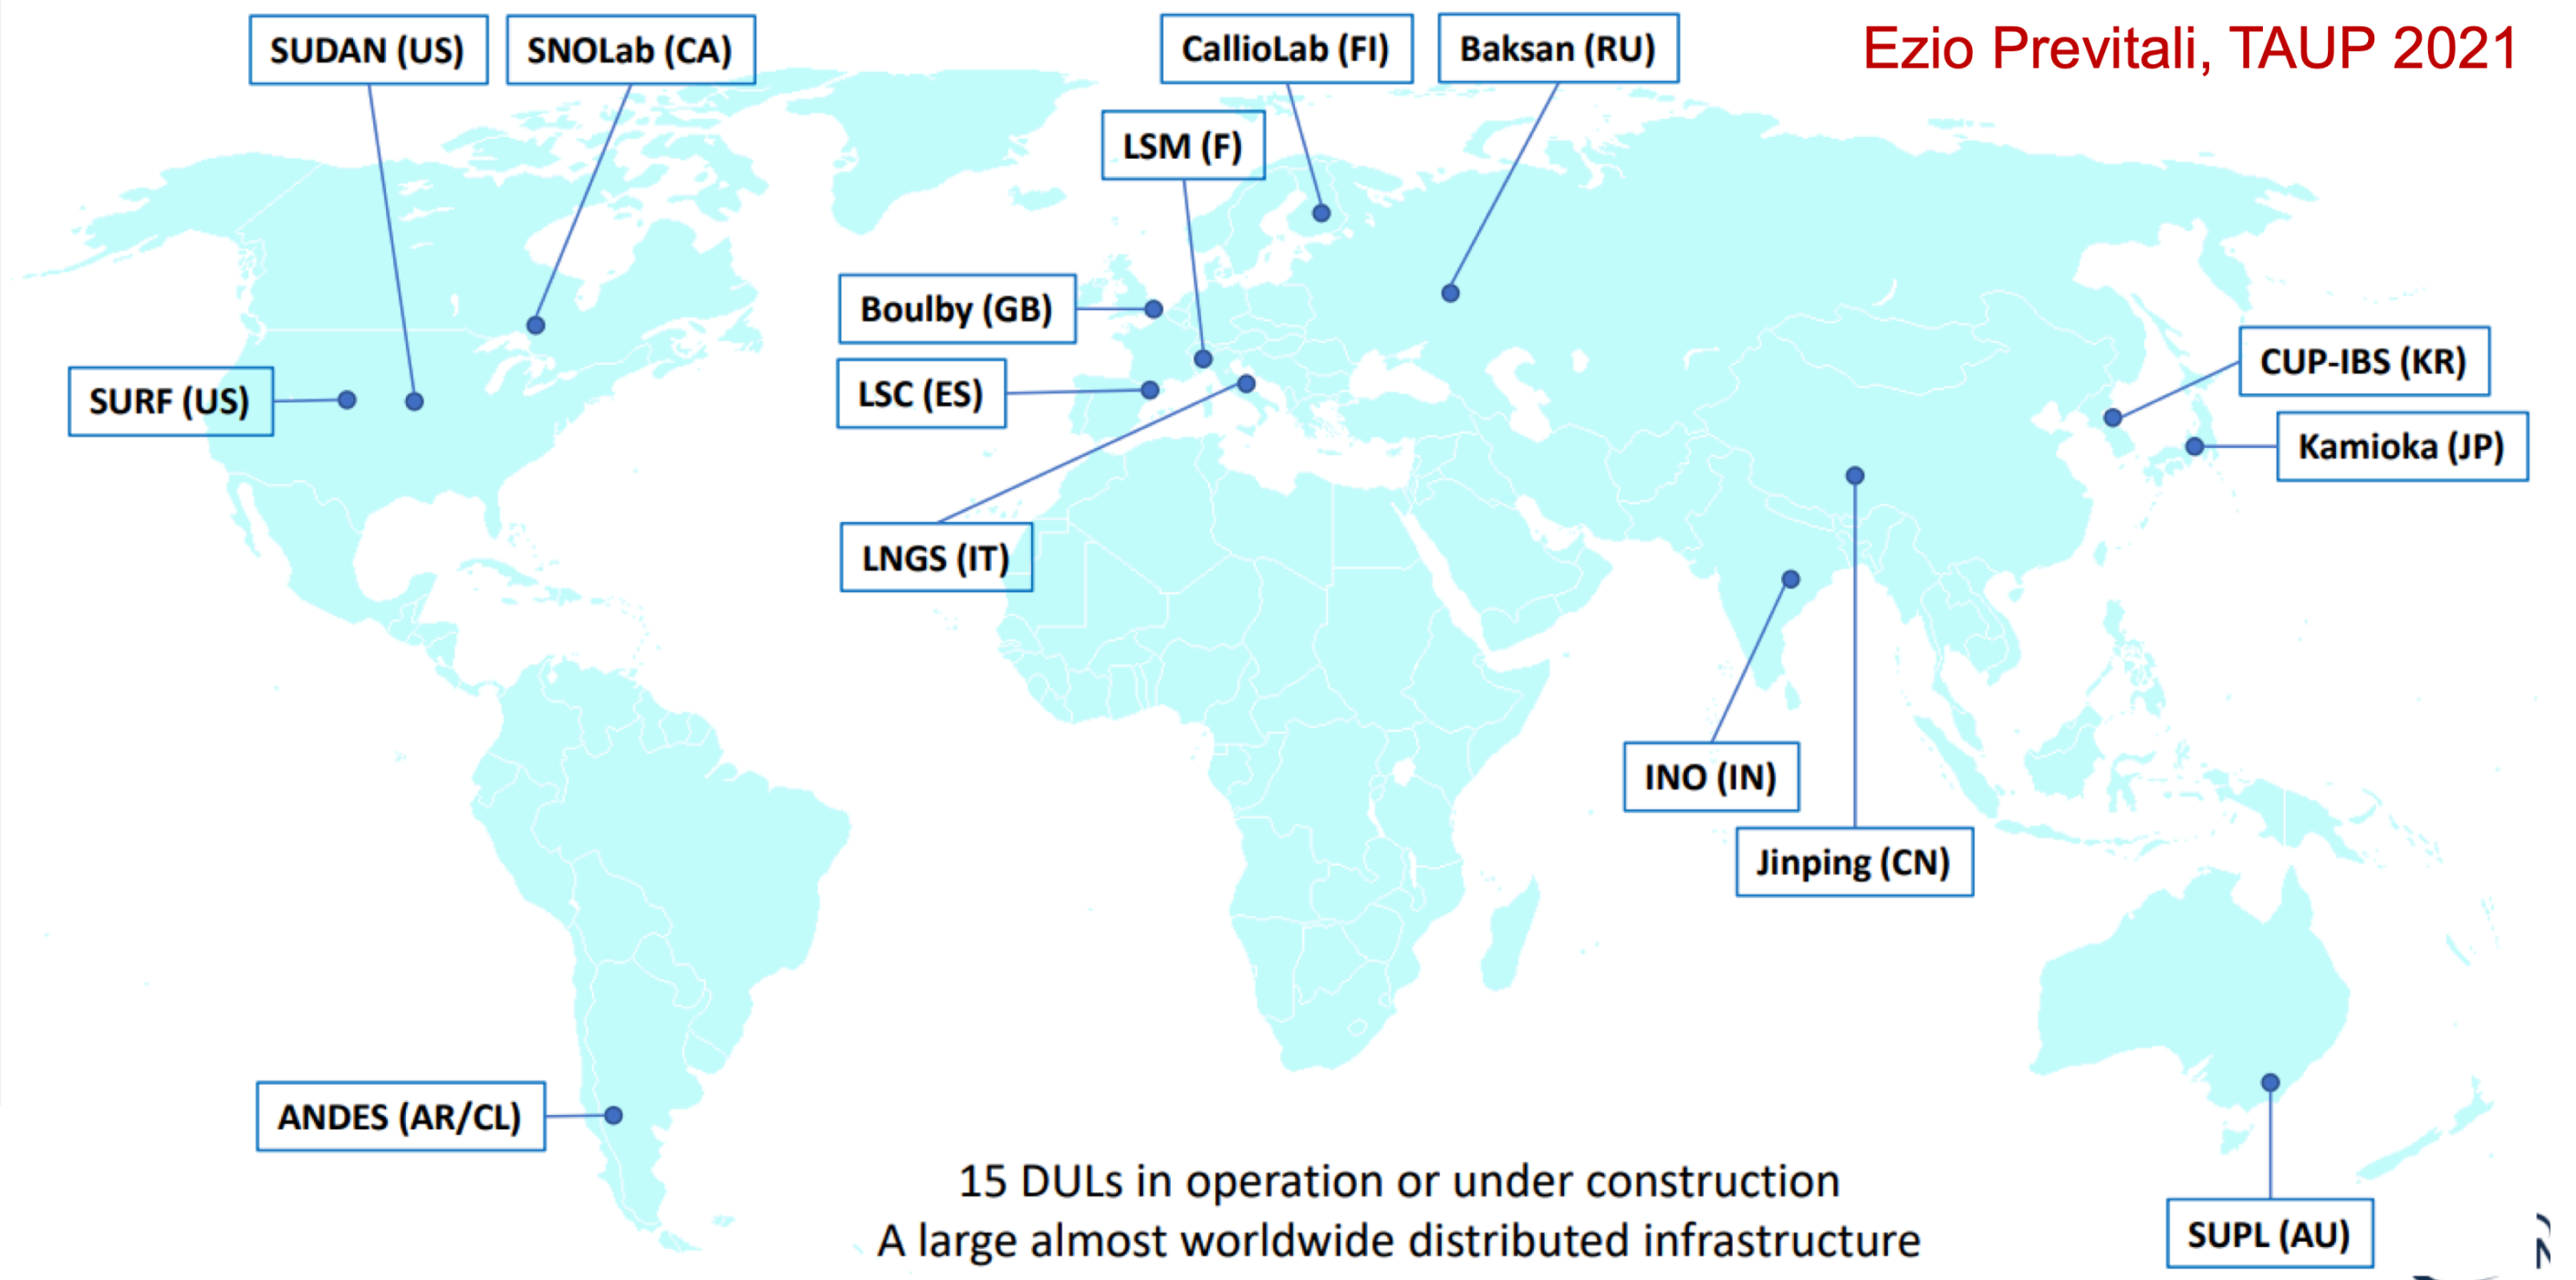 SUDAN (US)
SNOLab (CA)
CallioLab (FI)
Baksan (RU)
Ezio Previtali, TAUP 2021
LSM (F)
Boulby (GB)
SURF (US)
LSC (ES)
CUP-IBS (KR)
Kamioka (JP)
LNGS (IT)
INO (IN)
Jinping (CN)
ANDES (AR/CL)
SUPL (AU)
15 DULs in operation or under construction
A large almost worldwide distributed infrastructure